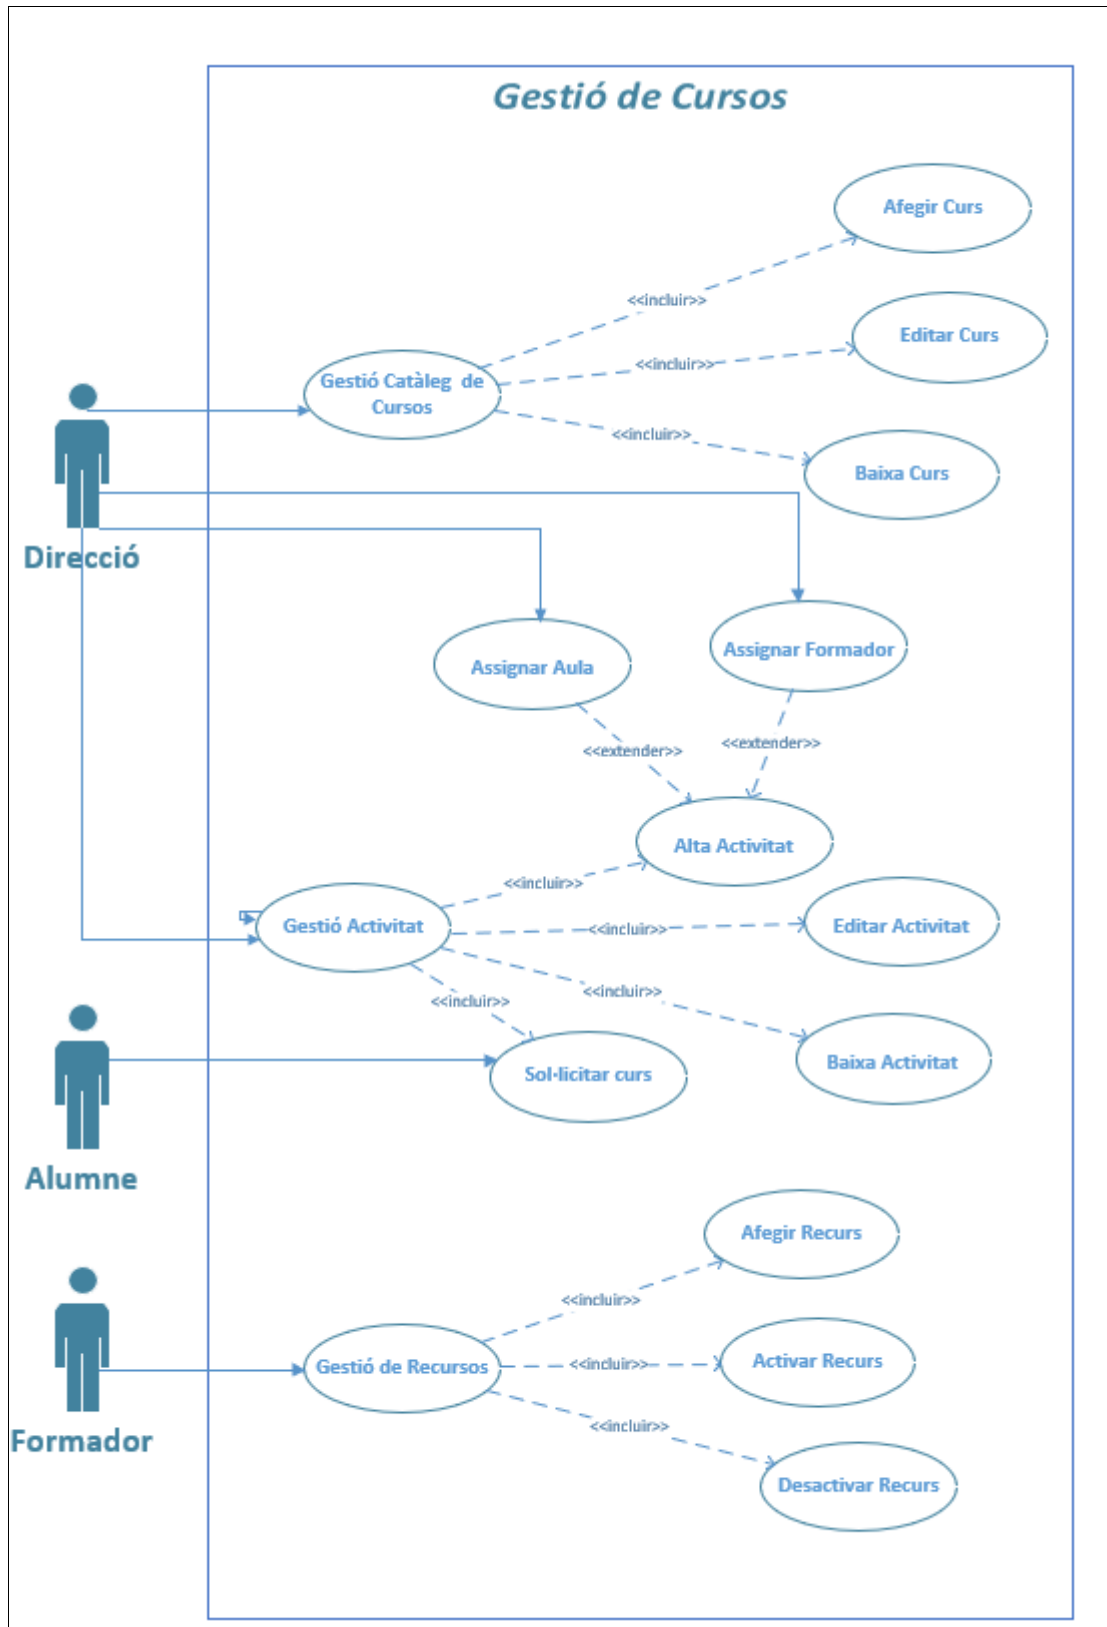 Gestió de Cursos
Afegir Curs
<<incluir>>
Editar Curs
<<incluir>>
Gestió Catàleg de
Cursos
<<incluir>>
Baixa Curs
Direcció
Assignar Aula
Assignar Formador
<<extender>>
<<extender>>
Alta Activitat
<<incluir>>
Gestió Activitat
<<incluir>>
Editar Activitat
<<incluir>>
<<incluir>>
Sol·licitar curs
Baixa Activitat
Alumne
Afegir Recurs
<<incluir>>
Gestió de Recursos
<<incluir>>
Activar Recurs
<<incluir>>
Formador
Desactivar Recurs